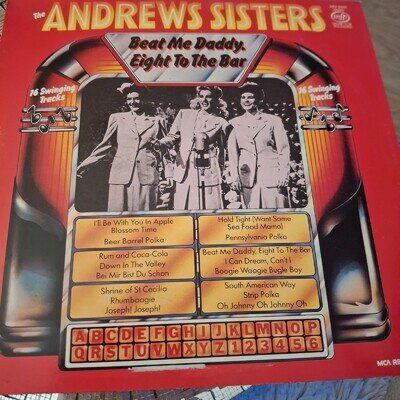 The ANDREWS SISTERS
mfp
Beat Me Daddy,
Eight To The Bar
16 Swinging
Tracks
16 Swinging
Tracks
I'll Be With You In Apple
Blossom Time
Beer Barrel Polka
Rum and Coca-Cola
Down In The Valley
Bei Mir Bist Du Schon
Shrine of St Cecilia
Rhumboogie
Joseph! Joseph!
Hold Tight (Want Some
Sea Food Mama)
Pennsylvania Polka
Beat Me Daddy, Eight To The Bar
I Can Dream, Can't I
Boogie Woogie Bugle Boy
South American Way
Strip Polka
Oh Johnny Oh Johnny Oh
ABCDEFGHIJKLMNOP
QRSTUVWXYZ123456
MCA RE